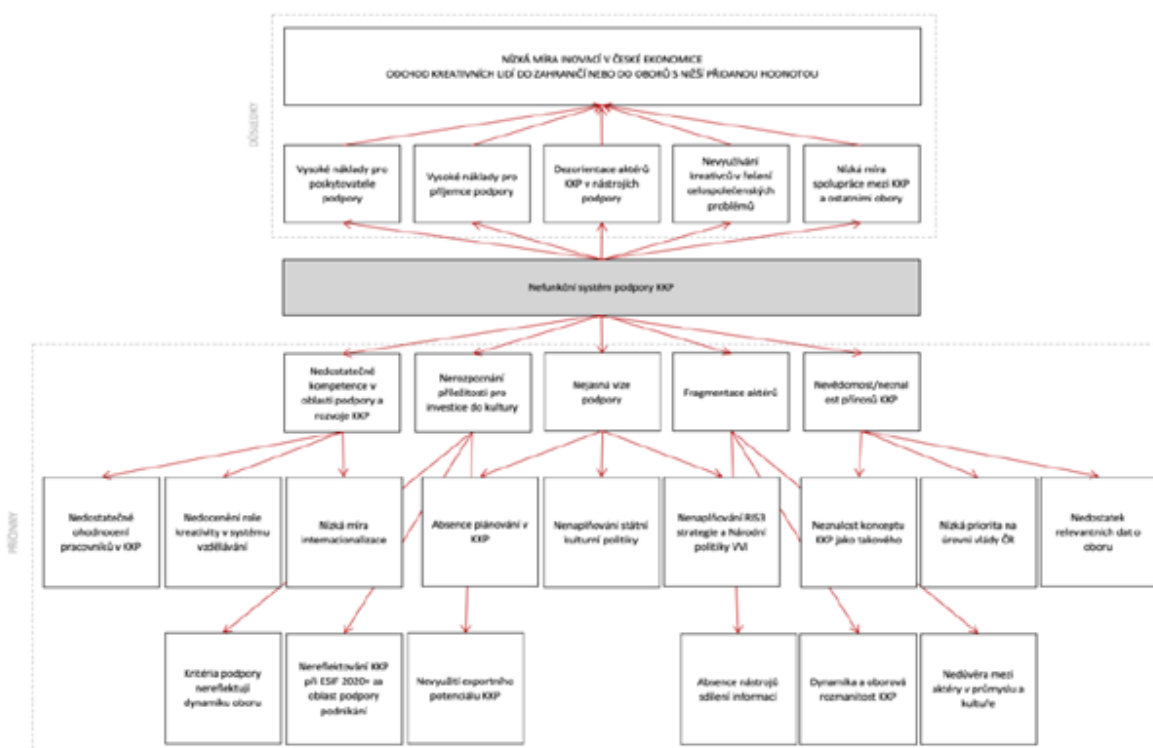 NÍZKÁ MÍRA INOVACÍ V ČESKÉ EKONOMICE
ODCHOD KREATIVNÍCH LIDÍ DO ZAHRANIČÍ NEBO DO OBORŮ S NIŽŠÍ PŘIDANOU HODNOTOU
DŮSLEDKY
Vysoké náklady pro
poskytovatele
podpory
Vysoké náklady pro
příjemce podpory
Dezorientace aktérů
KKP v nástrojích
podpory
Nevyužívání
kreativců v řešení
celospolečenských
problémů
Nízká míra
spolupráce mezi KKP
a ostatními obory
Nefunkční systém podpory KKP
PŘÍČINY
Nedostatečné
kompetence v
oblasti podpory a
rozvoje KKP
Nerozpoznání
příležitosti pro
investice do kultury
Nejasná vize
podpory
Fragmentace aktérů
Nevědomost/neznal
ost přínosů KKP
Nedostatečné
ohodnocení
pracovníků v KKP
Nedocenění role
kreativity v systému
vzdělávání
Nízká míra
internacionalizace
Absence plánování v
KKP
Nenaplňování státní
kulturní politiky
Nenaplňování RIS3
strategie a Národní
politiky VVI
Neznalost konceptu
KKP jako takového
Nízká priorita na
úrovni vlády ČR
Nedostatek
relevantních dat o
oboru
Kritéria podpory
nereflektují
dynamiku oboru
Nereflektování KKP
při ESIF 2020+ za
oblast podpory
podnikání
Nevyužití exportního
potenciálu KKP
Absence nástrojů
sdílení informací
Dynamika a oborová
rozmanitost KKP
Nedůvěra mezi
aktéry v průmyslu a
kultuře